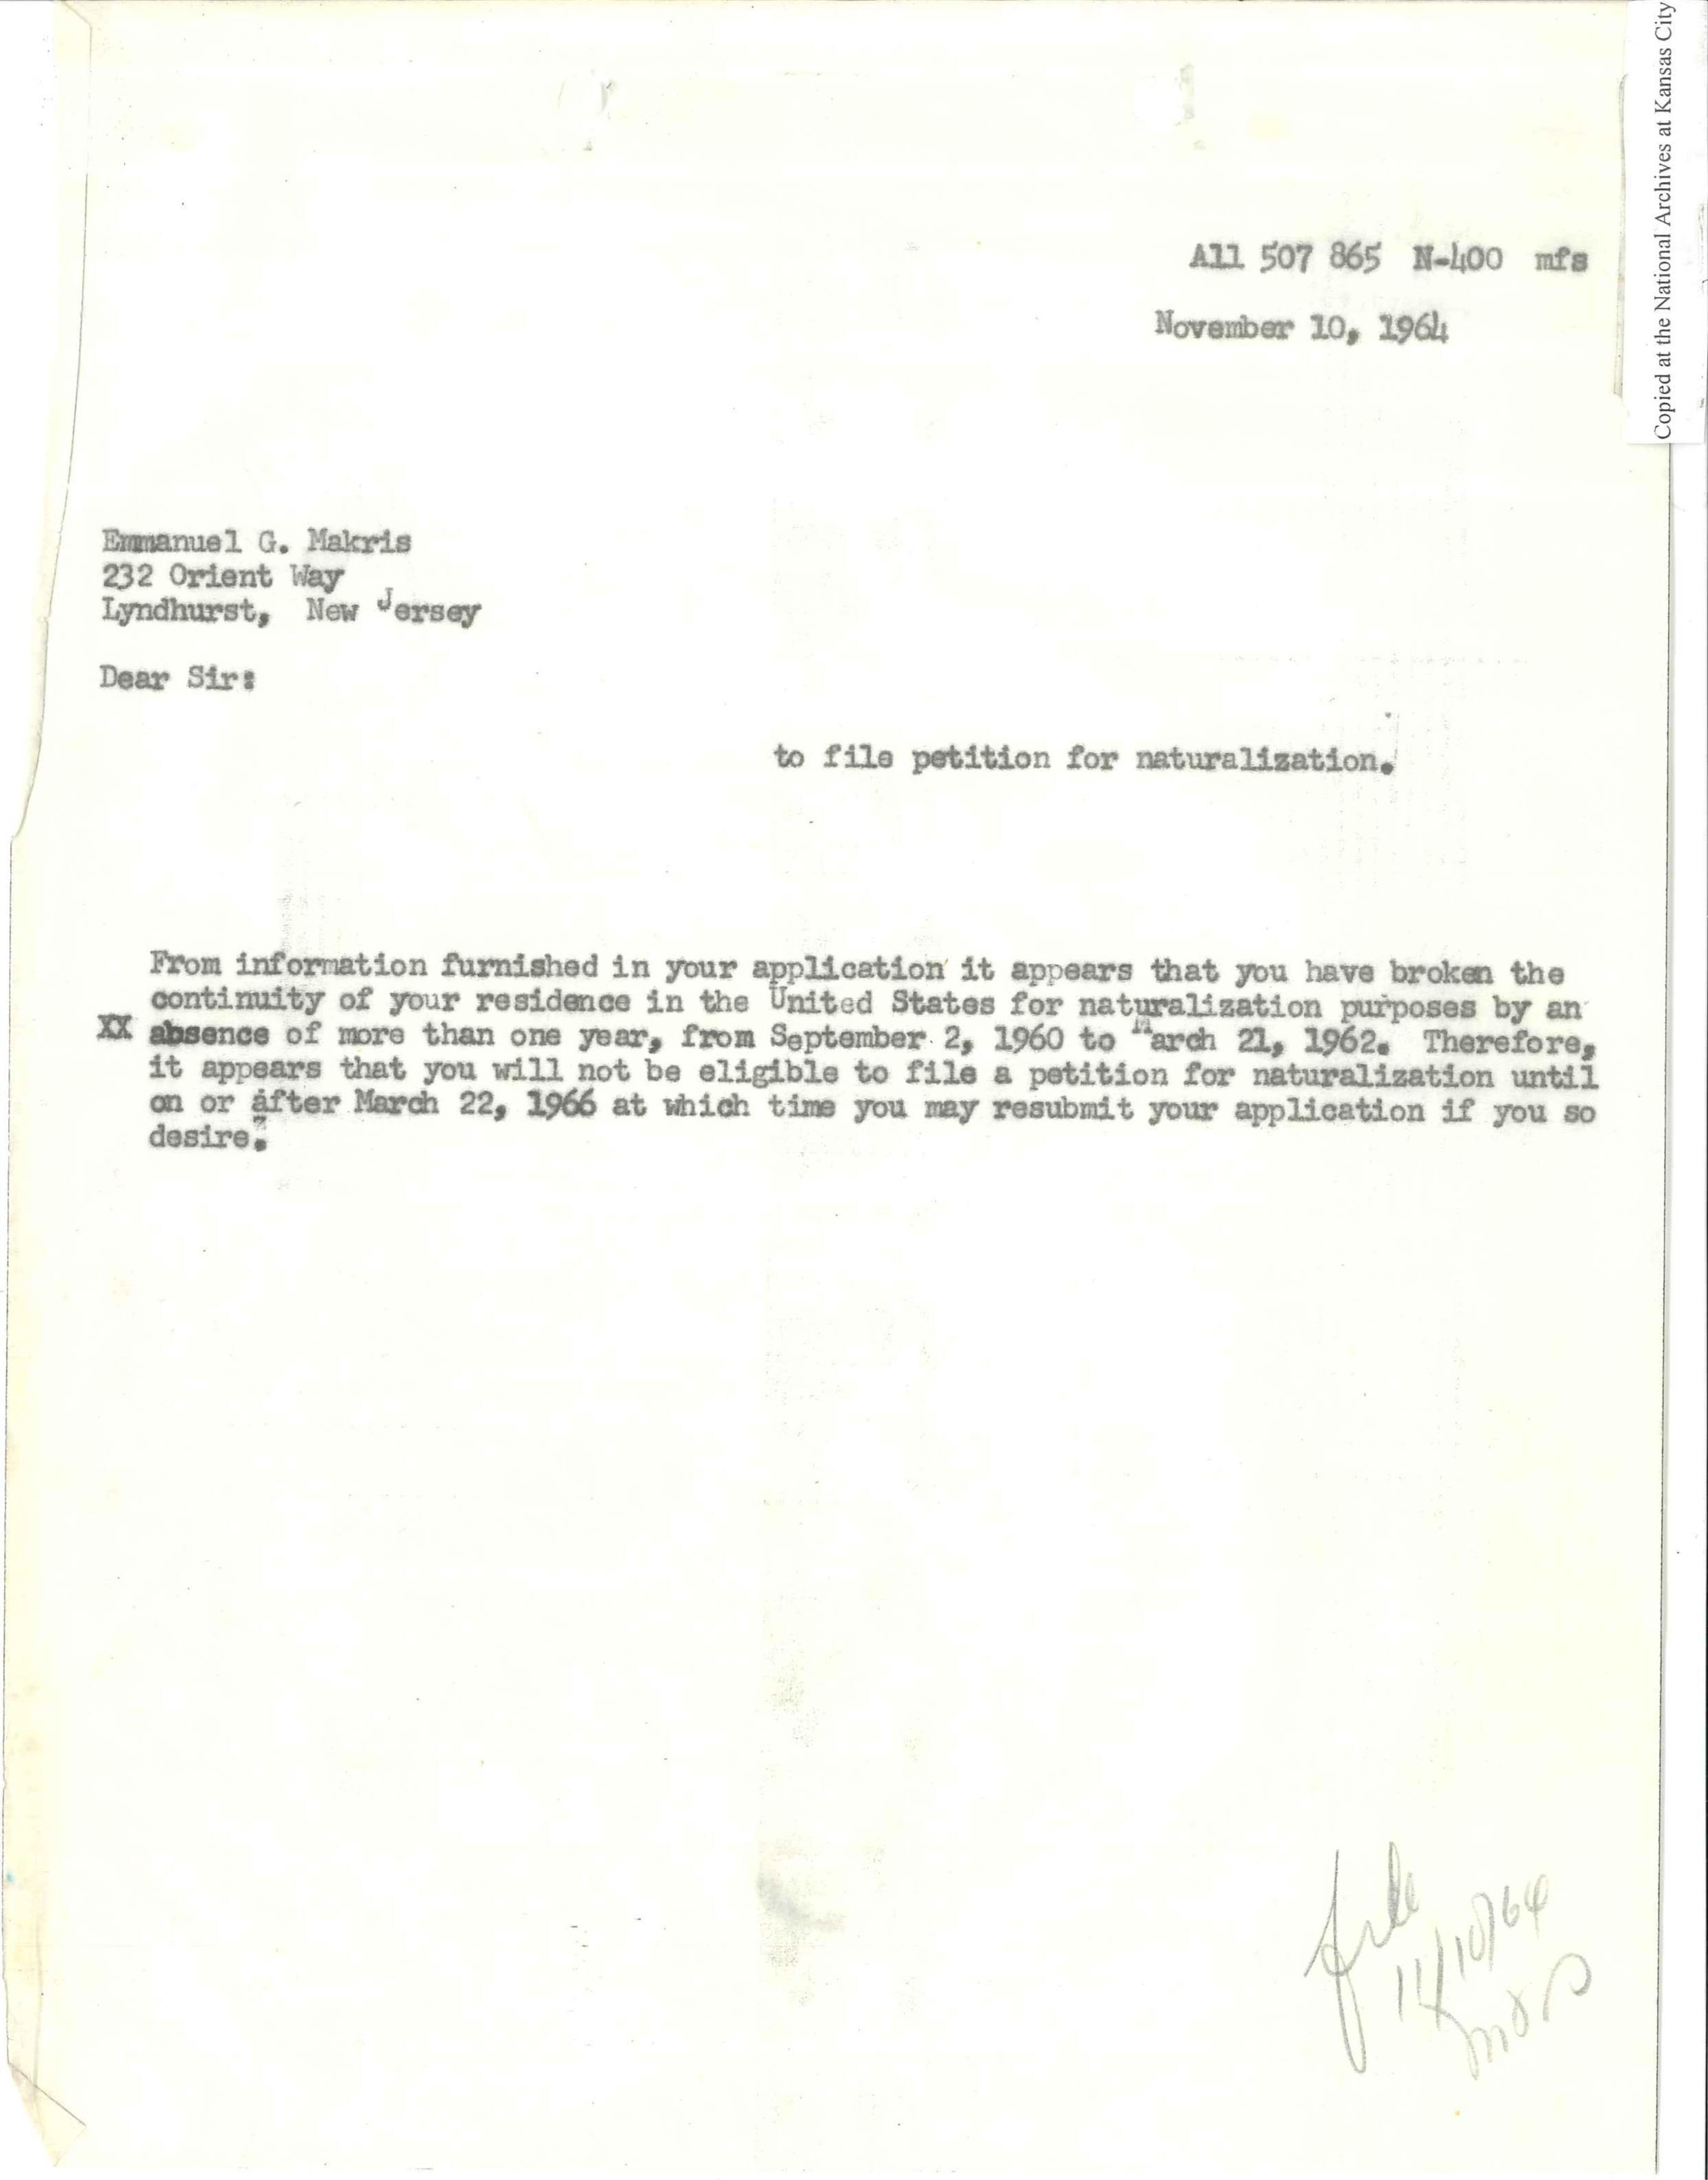 Copied at the National Archives at Kansas City
All 507 865 N-400 mfs
November 10, 1964
Emmanuel G. Makris
232 Orient Way
Lyndhurst, New Jersey
Dear Sir:
to file petition for naturalization.
From information furnished in your application it appears that you have broken the
continuity of your residence in the United States for naturalization purposes by an
XX absence of more than one year, from September 2, 1960 to March 21, 1962. Therefore,
it appears that you will not be eligible to file a petition for naturalization until
on or after March 22, 1966 at which time you may resubmit your application if you so
desire.
file
11/10/64